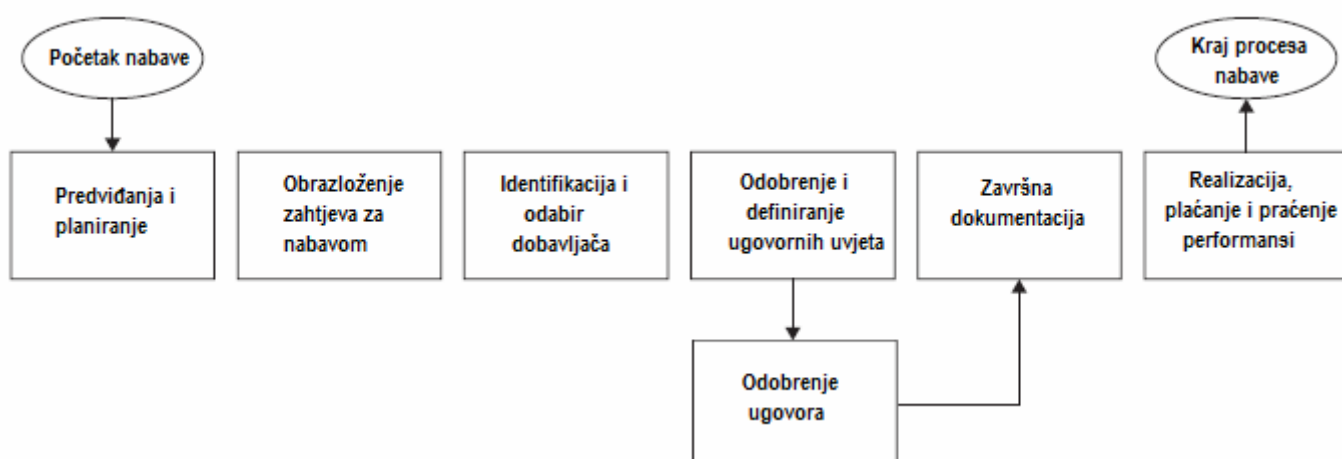 Početak nabave
Kraj procesa
nabave
Predviđanja i
planiranje
Obrazloženje
zahtjeva za
nabavom
Identifikacija i
odabir
dobavljača
Odobrenje i
definiranje
ugovornih uvjeta
Završna
dokumentacija
Realizacija,
plaćanje i praćenje
performansi
Odobrenje
ugovora